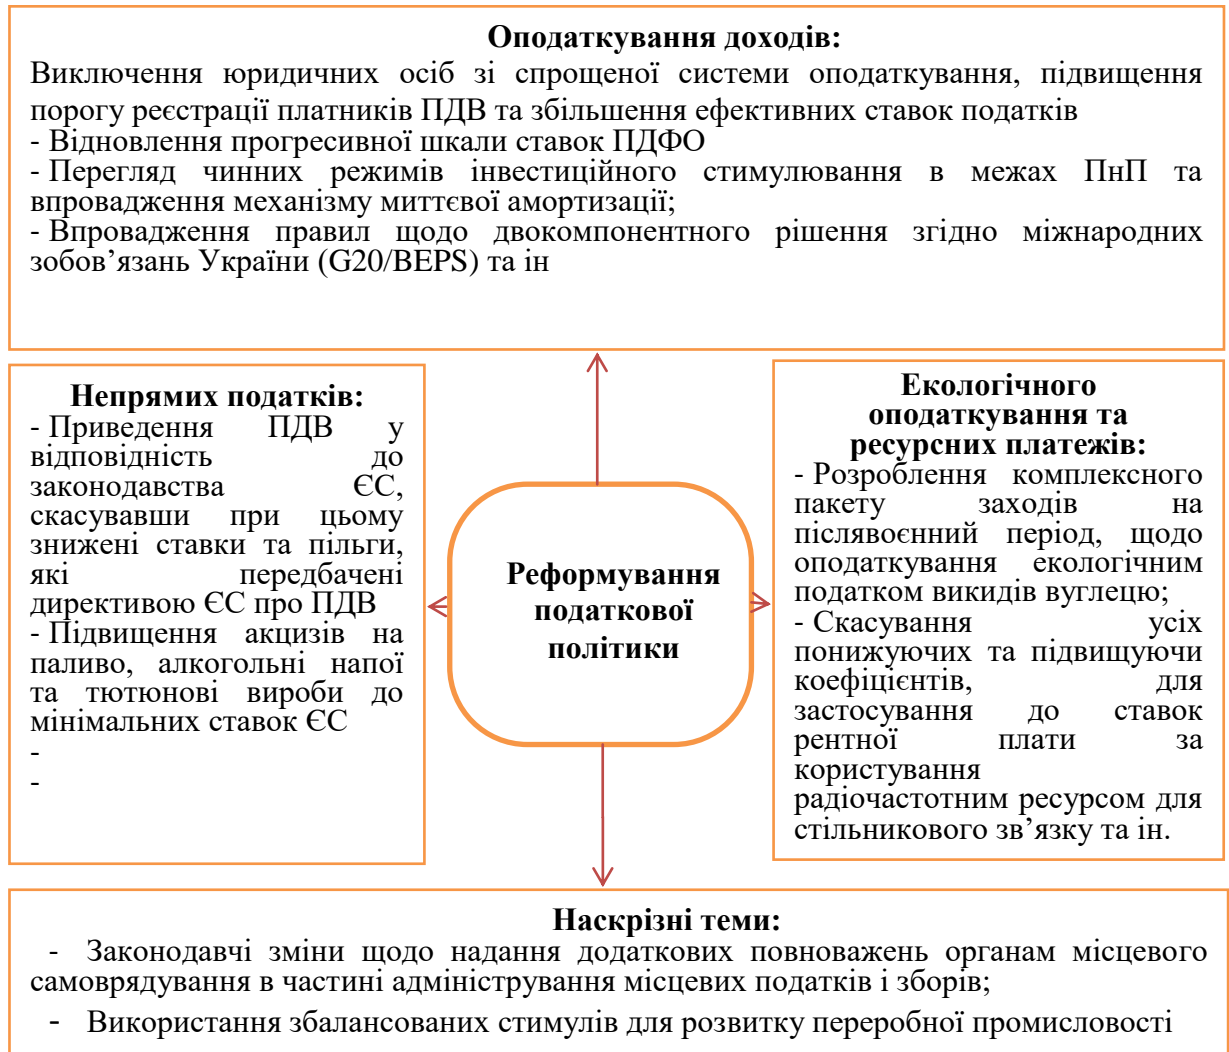 Оподаткування доходів:
Виключення юридичних осіб зі спрощеної системи оподаткування, підвищення
порогу реєстрації платників ПДВ та збільшення ефективних ставок податків
- Відновлення прогресивної шкали ставок ПДФО
- Перегляд чинних режимів інвестиційного стимулювання в межах ПнП та
впровадження механізму миттєвої амортизації;
- Впровадження правил щодо двокомпонентного рішення згідно міжнародних
зобов’язань України (G20/BEPS) та ін
Непрямих податків:
- Приведення ПДВ у
відповідність до
законодавства ЄС,
скасувавши при цьому
знижені ставки та пільги,
які передбачені
директивою ЄС про ПДВ
- Підвищення акцизів на
паливо, алкогольні напої
та тютюнові вироби до
мінімальних ставок ЄС
-
-
Реформування
податкової
політики
Екологічного
оподаткування та
ресурсних платежів:
- Розроблення комплексного
пакету заходів на
післявоєнний період, щодо
оподаткування екологічним
податком викидів вуглецю;
- Скасування усіх
понижуючих та підвищуючи
коефіцієнтів, для
застосування до ставок
рентної плати за
користування
радіочастотним ресурсом для
стільникового зв’язку та ін.
Наскрізні теми:
- Законодавчі зміни щодо надання додаткових повноважень органам місцевого
самоврядування в частині адміністрування місцевих податків і зборів;
- Використання збалансованих стимулів для розвитку переробної промисловості